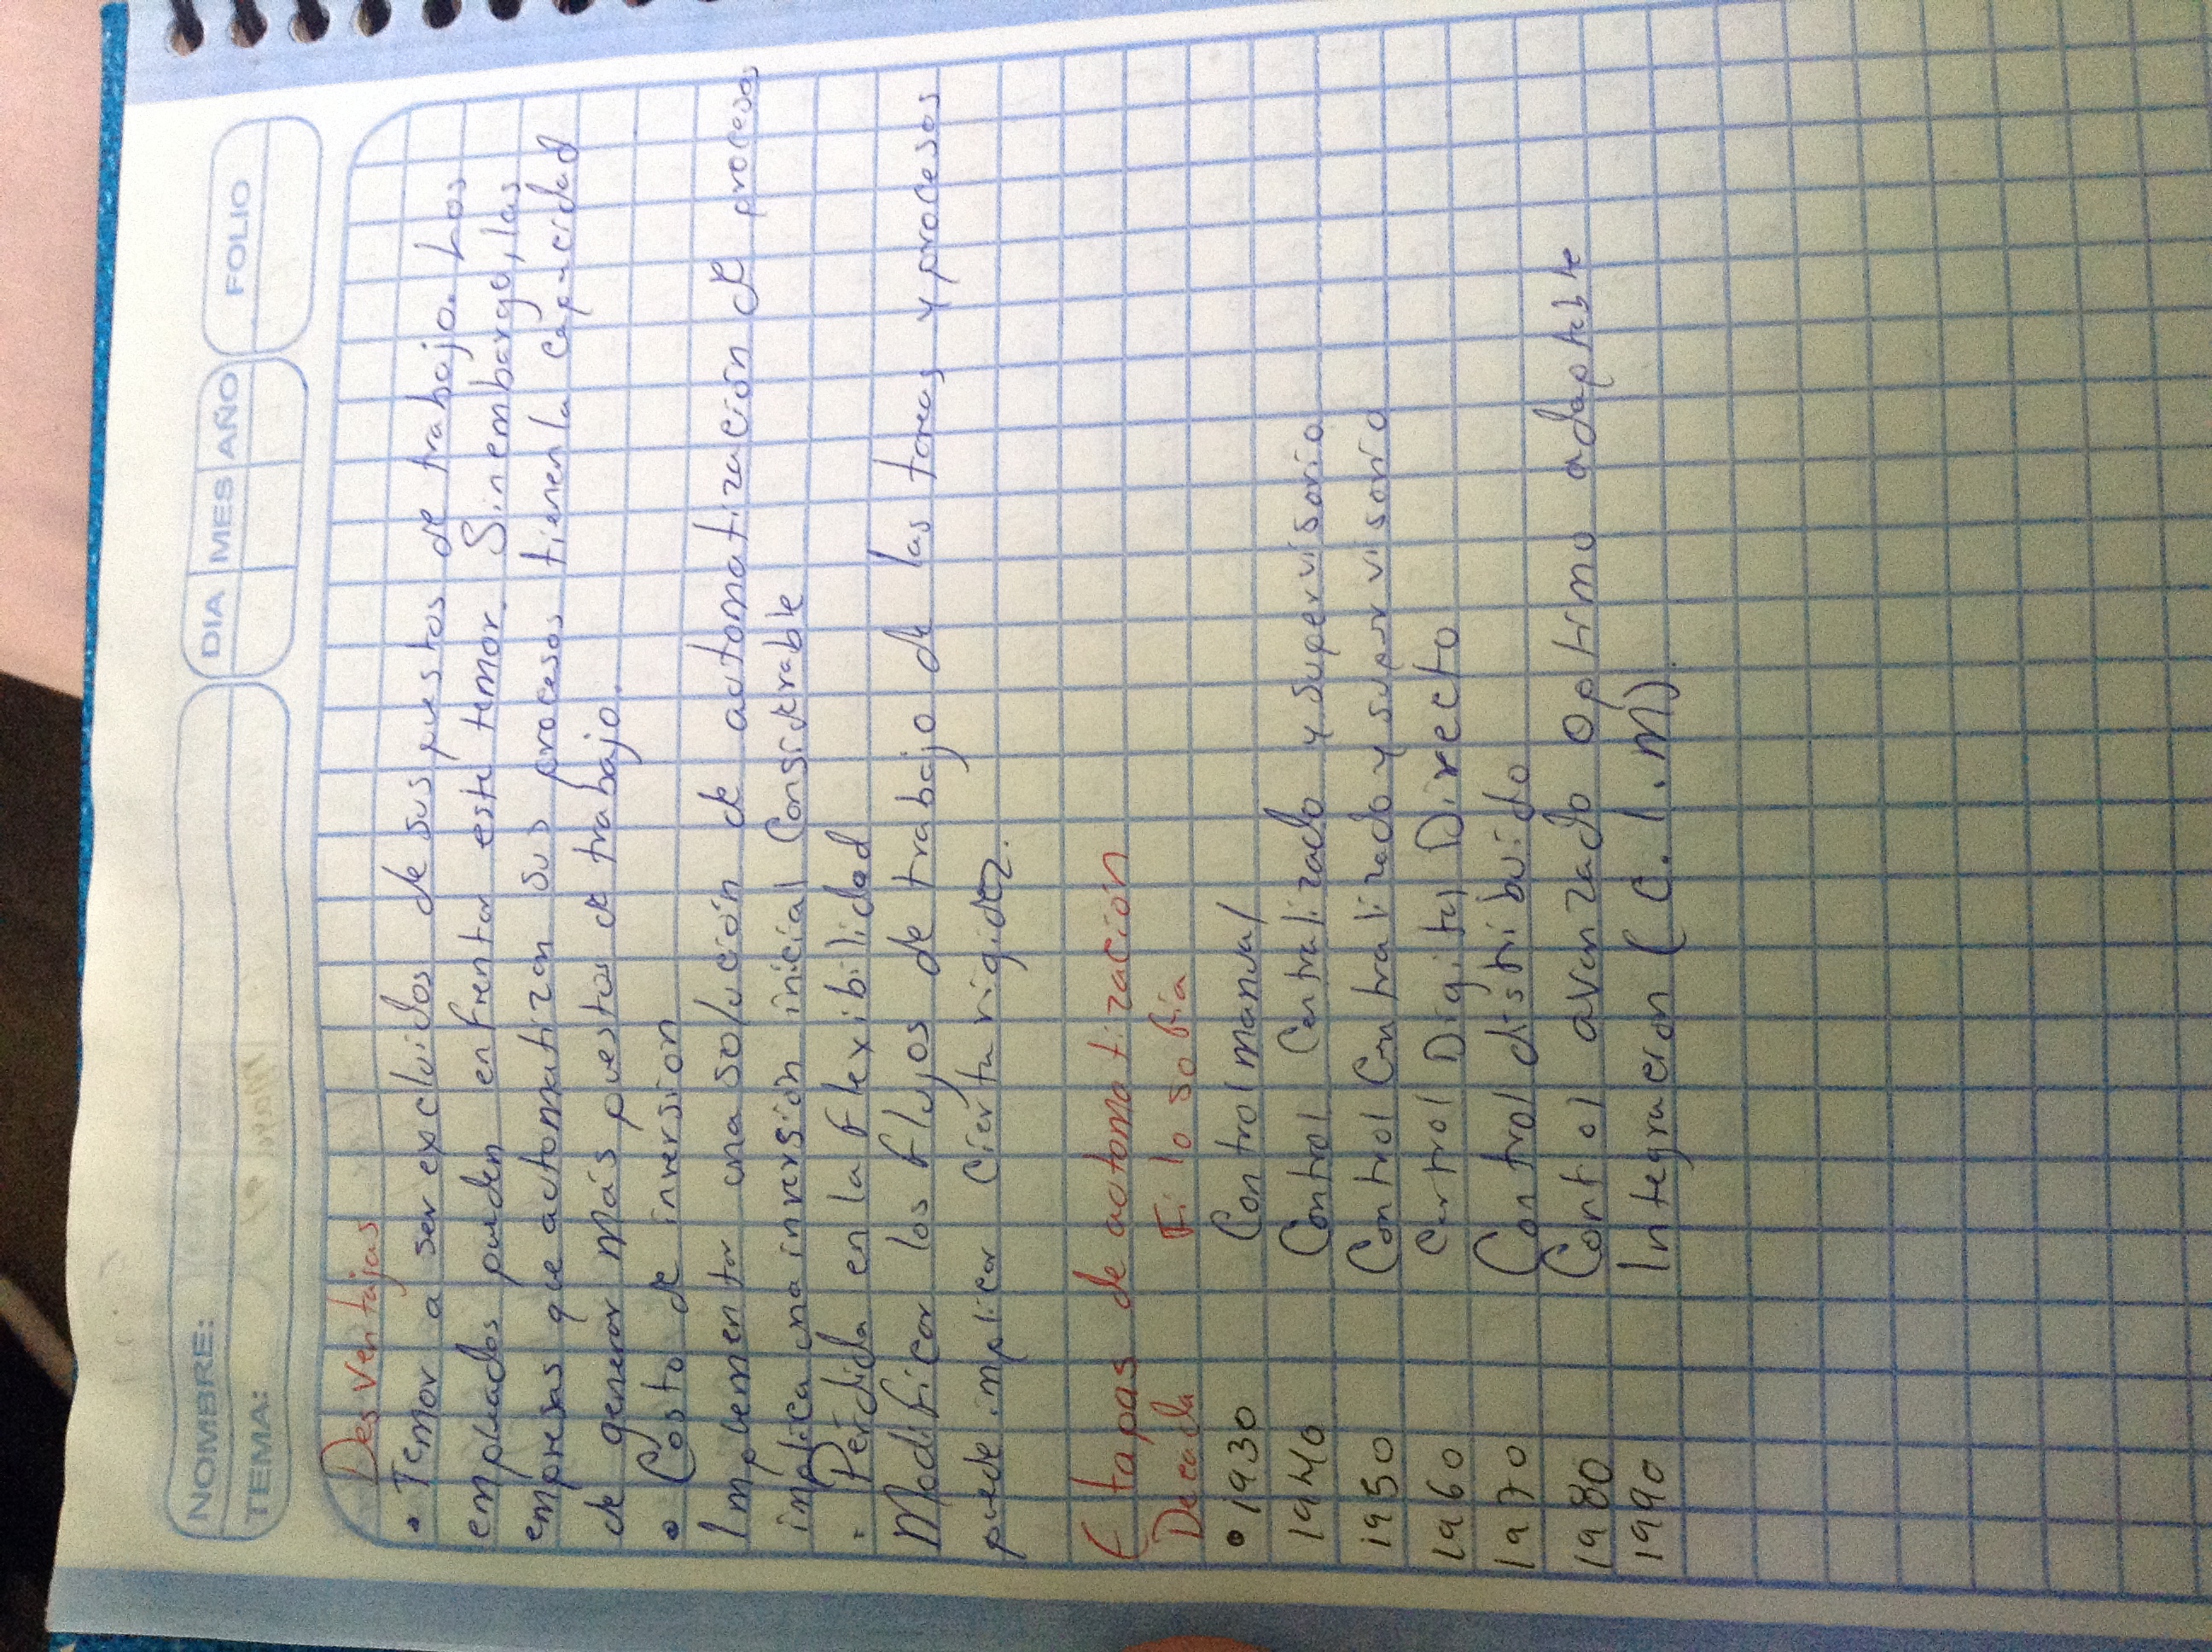 NOMBRE:
TEMA:
DIA MES AÑO
FOLIO
Desventajas
• Temor a ser excluidos de sus puestos de trabajo. Los
empleados pueden enfrentar este temor. Sin embargo, las
empresas que automatizan sus procesos tienen la capacidad
de generar más puestos de trabajo.
• Costo de inversion
Implementar una solución de automatización de procesos
implica una inversión inicial Considerable
• Pérdida en la flexibilidad
Modificar los flujos de trabajo de las tareas y procesos
puede implicar cierta rigidez.
Etapas de automatización
Decada Filosofia
• 1930 Control manual
1940 Control Centralizado y supervisorio
1950 Control Centralizado y supervisorio
1960 Control Digital Directo
1970 Control distribuido
1980 Control avanzado optimo adaptable
1990 Integracion (C.I.M).